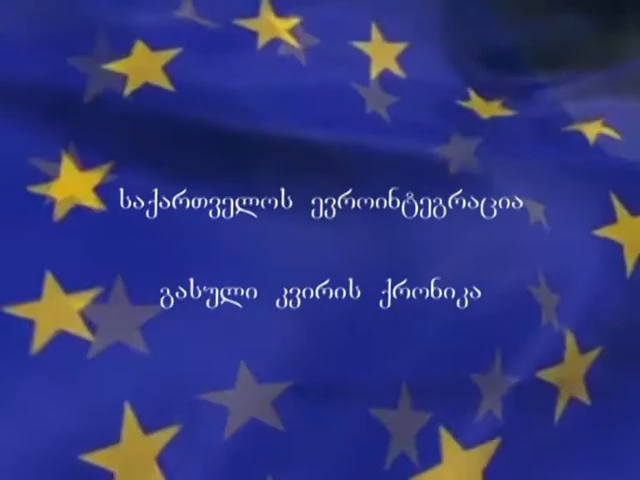 საქართველოს ევროინტეგრაცია
გასული კვირის ქრონიკა